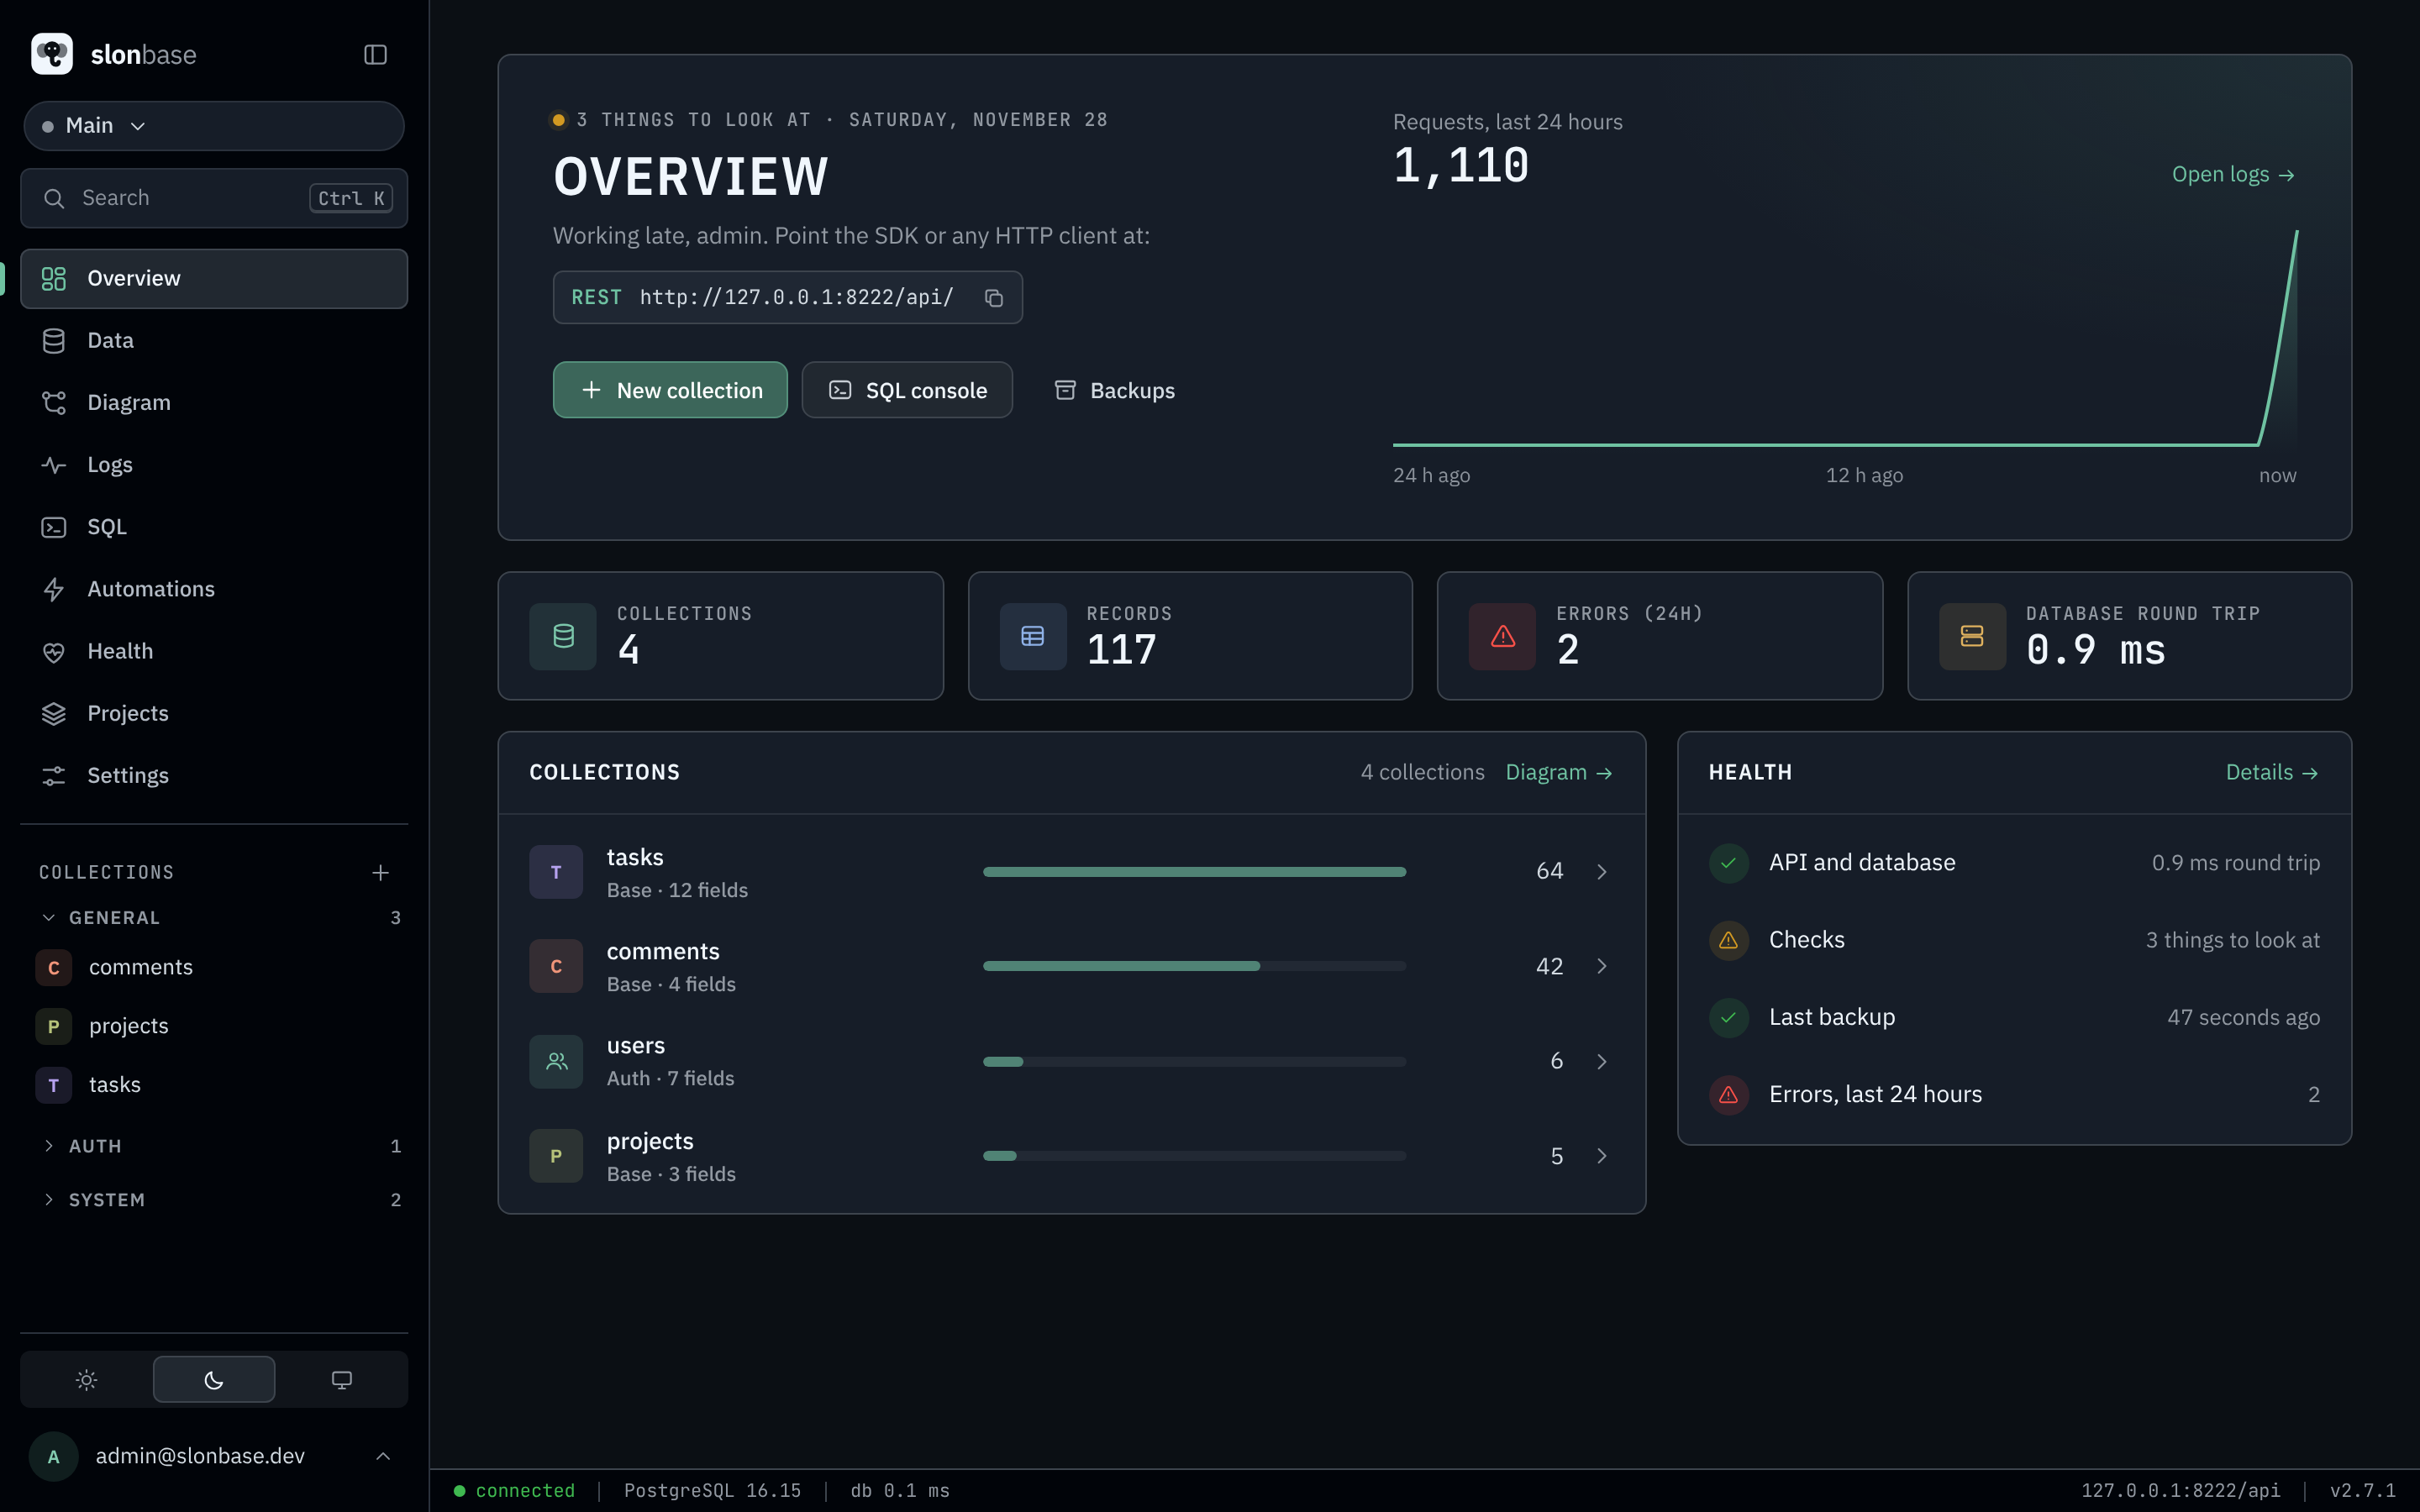 slonbase
Main
Search Ctrl K
Overview
Data
Diagram
Logs
SQL
Automations
Health
Projects
Settings
COLLECTIONS
GENERAL 3
C comments
P projects
T tasks
AUTH 1
SYSTEM 2
A admin@slonbase.dev
3 THINGS TO LOOK AT · SATURDAY, NOVEMBER 28
OVERVIEW
Working late, admin. Point the SDK or any HTTP client at:
REST http://127.0.0.1:8222/api/
New collection SQL console Backups
Requests, last 24 hours
1,110
Open logs →
24 h ago 12 h ago now
COLLECTIONS
4
RECORDS
117
ERRORS (24H)
2
DATABASE ROUND TRIP
0.9 ms
COLLECTIONS 4 collections Diagram →
T tasks 64
Base · 12 fields
C comments 42
Base · 4 fields
users 6
Auth · 7 fields
P projects 5
Base · 3 fields
HEALTH Details →
API and database 0.9 ms round trip
Checks 3 things to look at
Last backup 47 seconds ago
Errors, last 24 hours 2
connected | PostgreSQL 16.15 | db 0.1 ms
127.0.0.1:8222/api | v2.7.1